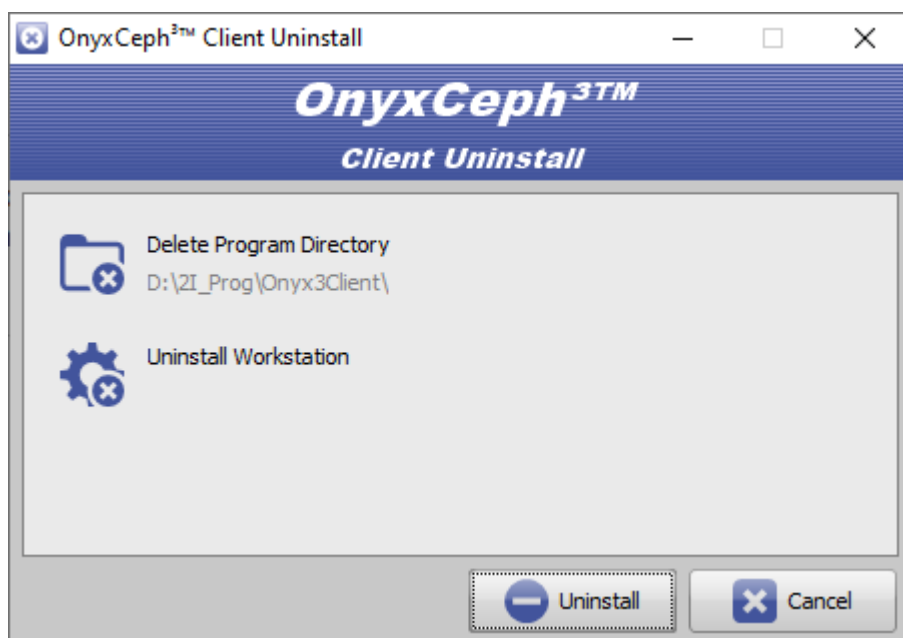 OnyxCeph³™ Client Uninstall
OnyxCeph³TM
Client Uninstall
Delete Program Directory
D:\2I_Prog\Onyx3Client\
Uninstall Workstation
Uninstall
Cancel